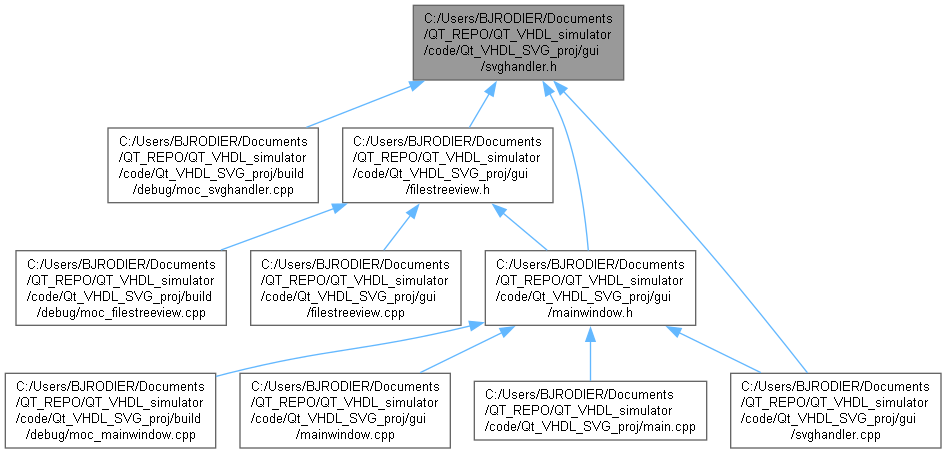 C:/Users/BJRODIER/Documents
/QT_REPO/QT_VHDL_simulator
/code/Qt_VHDL_SVG_proj/gui
/svghandler.h
C:/Users/BJRODIER/Documents
/QT_REPO/QT_VHDL_simulator
/code/Qt_VHDL_SVG_proj/build
/debug/moc_svghandler.cpp
C:/Users/BJRODIER/Documents
/QT_REPO/QT_VHDL_simulator
/code/Qt_VHDL_SVG_proj/gui
/filestreeview.h
C:/Users/BJRODIER/Documents
/QT_REPO/QT_VHDL_simulator
/code/Qt_VHDL_SVG_proj/build
/debug/moc_filestreeview.cpp
C:/Users/BJRODIER/Documents
/QT_REPO/QT_VHDL_simulator
/code/Qt_VHDL_SVG_proj/gui
/filestreeview.cpp
C:/Users/BJRODIER/Documents
/QT_REPO/QT_VHDL_simulator
/code/Qt_VHDL_SVG_proj/gui
/mainwindow.h
C:/Users/BJRODIER/Documents
/QT_REPO/QT_VHDL_simulator
/code/Qt_VHDL_SVG_proj/build
/debug/moc_mainwindow.cpp
C:/Users/BJRODIER/Documents
/QT_REPO/QT_VHDL_simulator
/code/Qt_VHDL_SVG_proj/gui
/mainwindow.cpp
C:/Users/BJRODIER/Documents
/QT_REPO/QT_VHDL_simulator
/code/Qt_VHDL_SVG_proj/main.cpp
C:/Users/BJRODIER/Documents
/QT_REPO/QT_VHDL_simulator
/code/Qt_VHDL_SVG_proj/gui
/svghandler.cpp